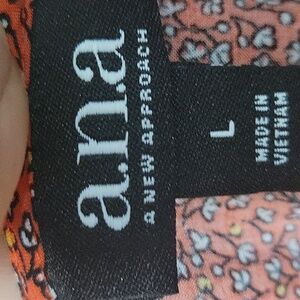 a.n.a
A NEW APPROACH
L
MADE IN
VIETNAM